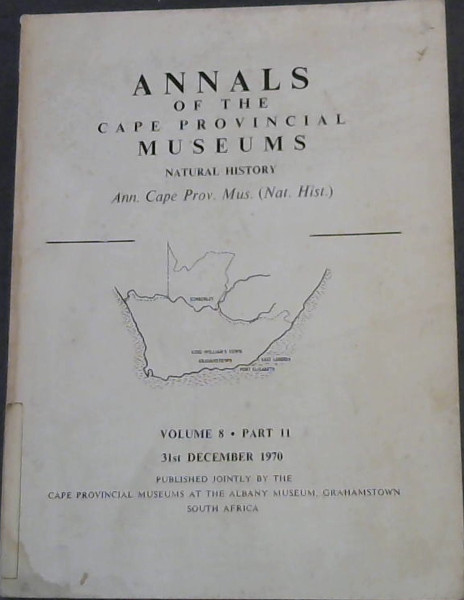 ANNALS
OF THE
CAPE PROVINCIAL
MUSEUMS
NATURAL HISTORY
Ann. Cape Prov. Mus. (Nat. Hist.)
KIMBERLEY
KING WILLIAM'S TOWN
GRAHAMSTOWN EAST LONDON
PORT ELIZABETH
VOLUME 8 • PART 11
31st DECEMBER 1970
PUBLISHED JOINTLY BY THE
CAPE PROVINCIAL MUSEUMS AT THE ALBANY MUSEUM, GRAHAMSTOWN
SOUTH AFRICA